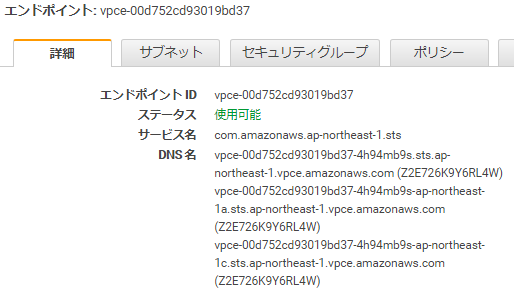 エンドポイント: vpce-00d752cd93019bd37
詳細 サブネット セキュリティグループ ポリシー
エンドポイント ID vpce-00d752cd93019bd37
ステータス 使用可能
サービス名 com.amazonaws.ap-northeast-1.sts
DNS 名 vpce-00d752cd93019bd37-4h94mb9s.sts.ap-
northeast-1.vpce.amazonaws.com (Z2E726K9Y6RL4W)
vpce-00d752cd93019bd37-4h94mb9s-ap-northeast-
1a.sts.ap-northeast-1.vpce.amazonaws.com
(Z2E726K9Y6RL4W)
vpce-00d752cd93019bd37-4h94mb9s-ap-northeast-
1c.sts.ap-northeast-1.vpce.amazonaws.com
(Z2E726K9Y6RL4W)